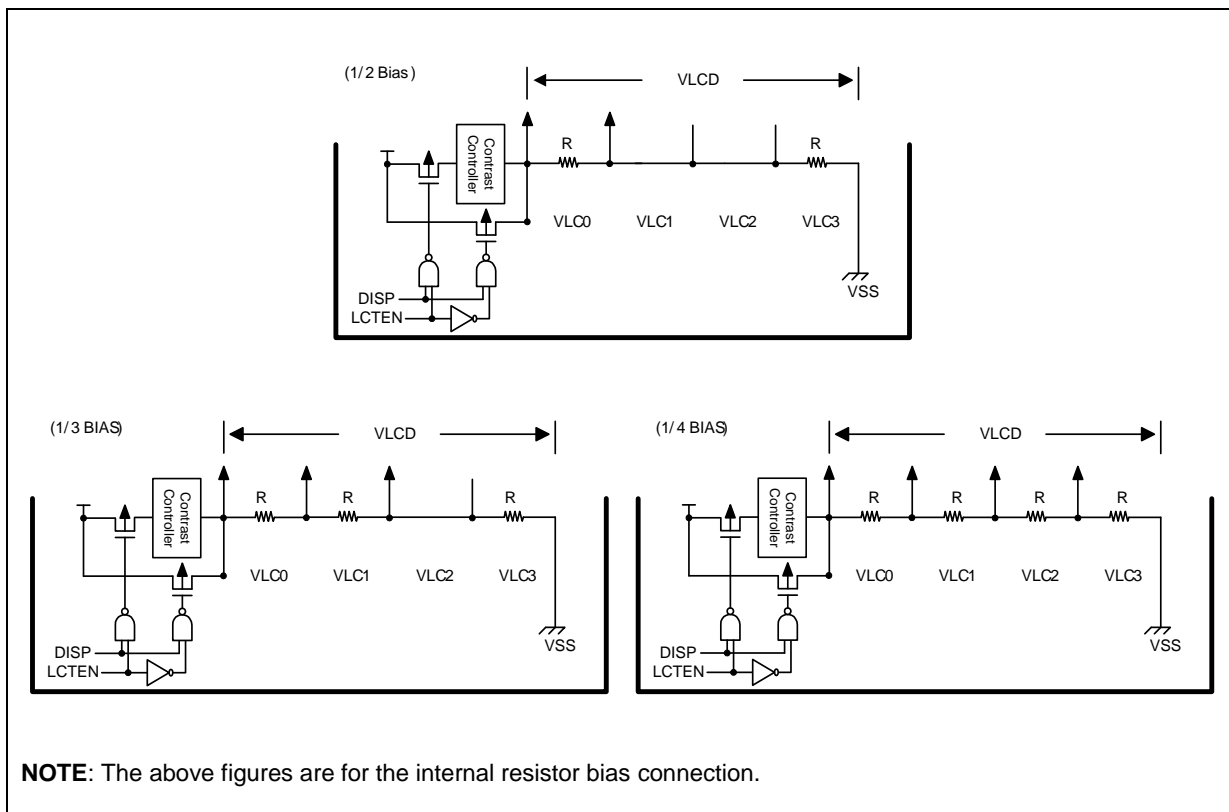 (1/2 Bias)
VLCD
Contrast
Controller
R
R
VLC0
VLC1
VLC2
VLC3
DISP
LCTEN
VSS
(1/3 BIAS)
VLCD
Contrast
Controller
R
R
R
VLC0
VLC1
VLC2
VLC3
DISP
LCTEN
VSS
(1/4 BIAS)
VLCD
Contrast
Controller
R
R
R
R
VLC0
VLC1
VLC2
VLC3
DISP
LCTEN
VSS
NOTE: The above figures are for the internal resistor bias connection.